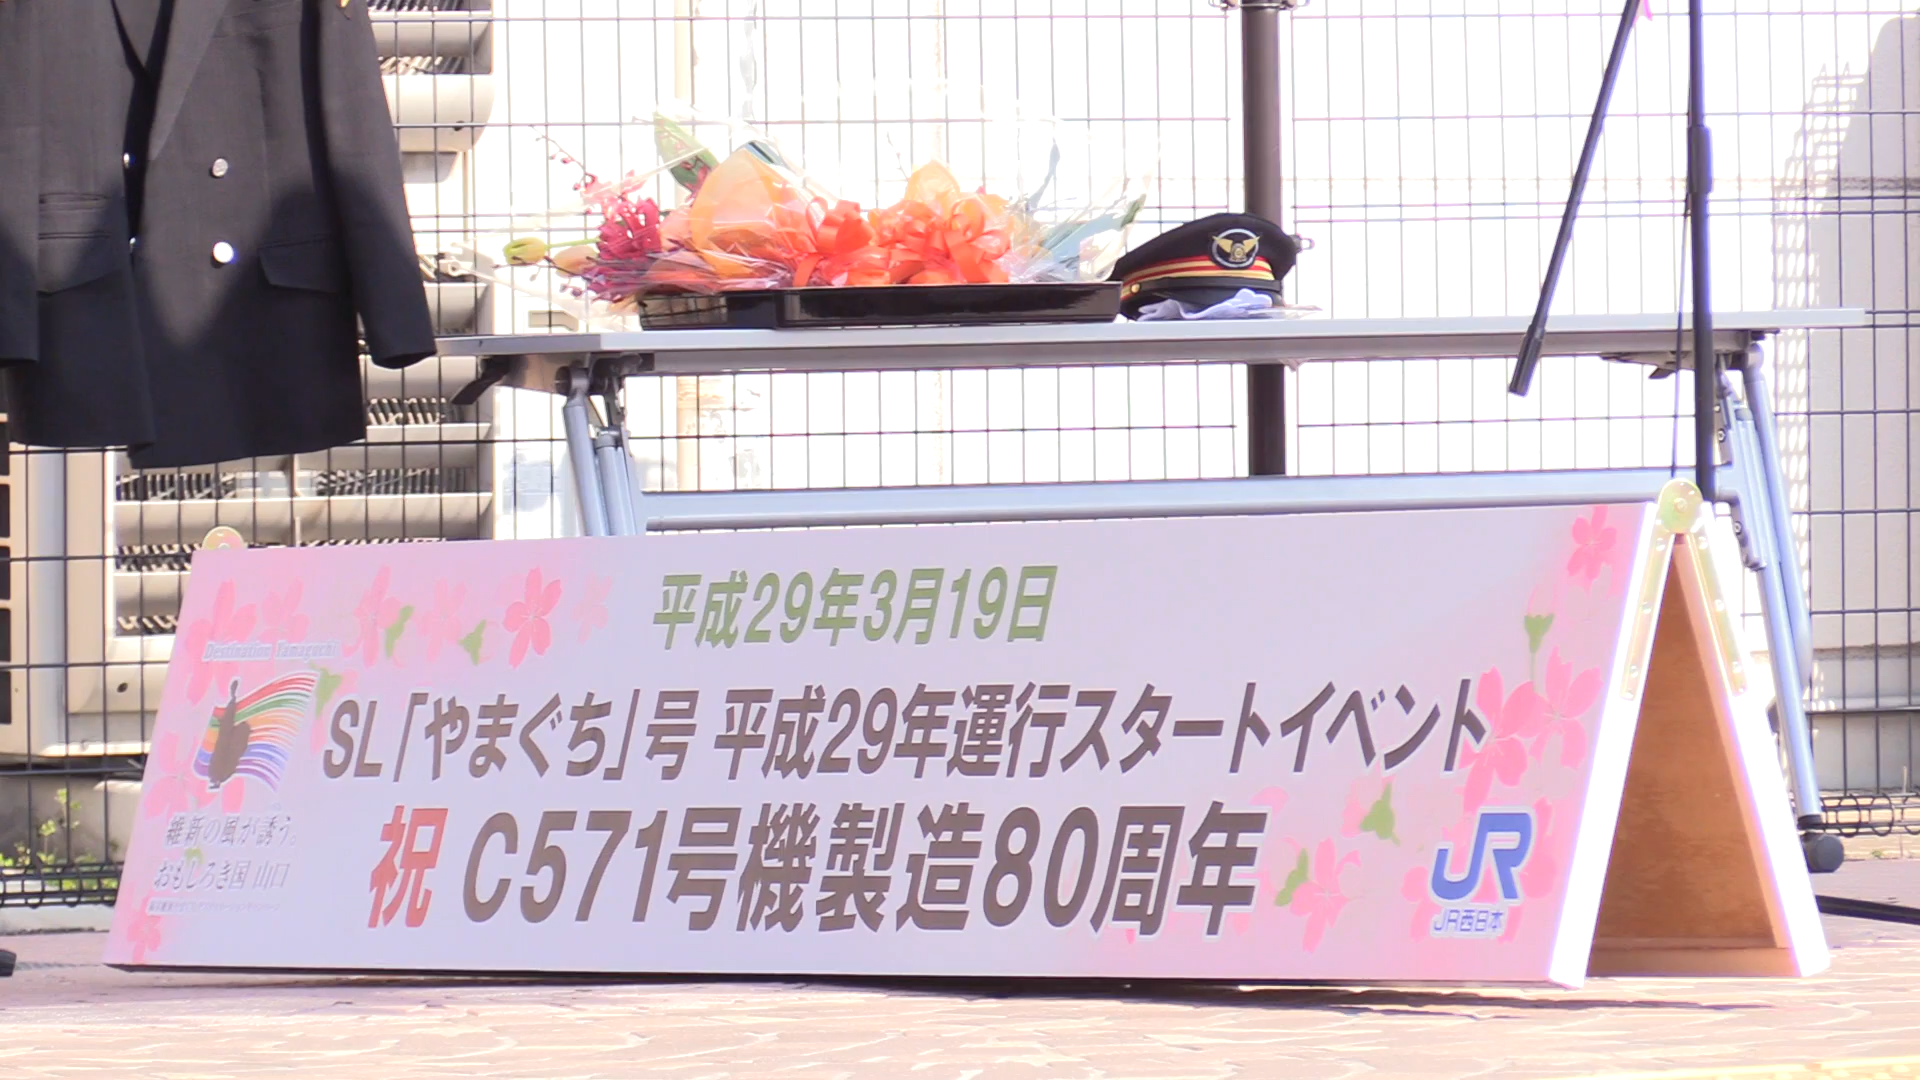 平成29年3月19日
Destination Yamaguchi
SL「やまぐち」号 平成29年運行スタートイベント
祝 C571号機製造80周年
維新の風が誘う。
おもしろき国 山口
JR
JR西日本